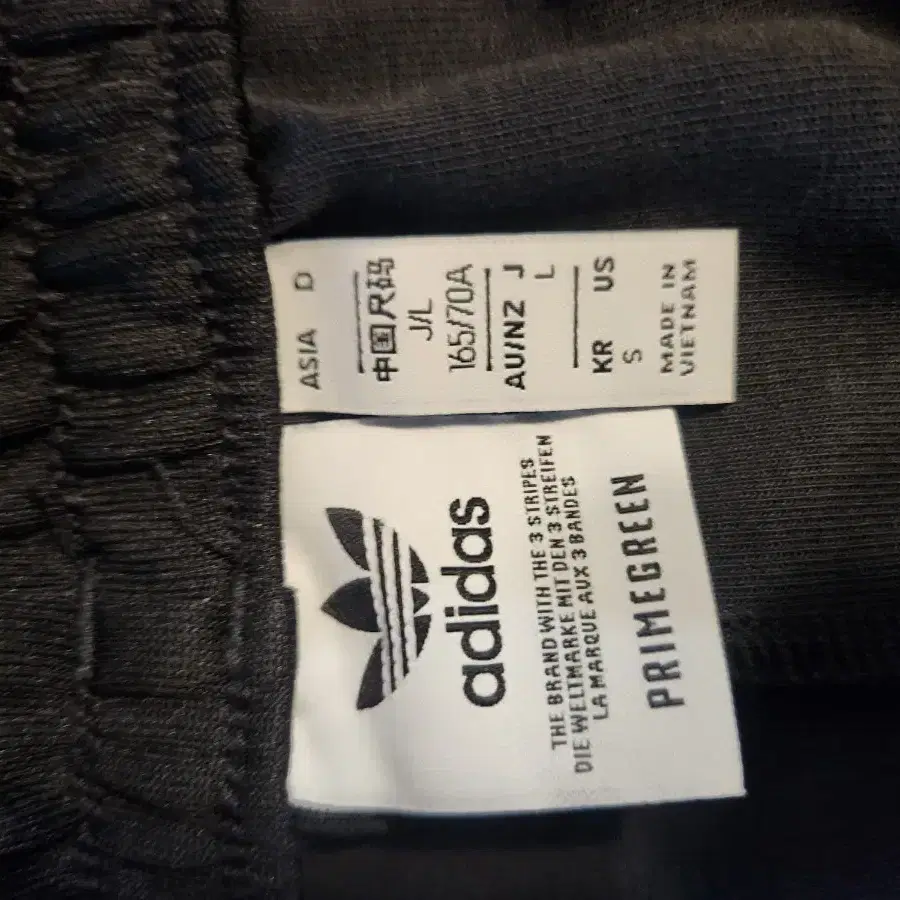 ASIA D
中国尺码
J/L
165/70A
AU/NZ J
L
KR US
S
MADE IN
VIETNAM
adidas
THE BRAND WITH THE 3 STRIPES
DIE WELTMARKE MIT DEN 3 STREIFEN
LA MARQUE AUX 3 BANDES
PRIMEGREEN